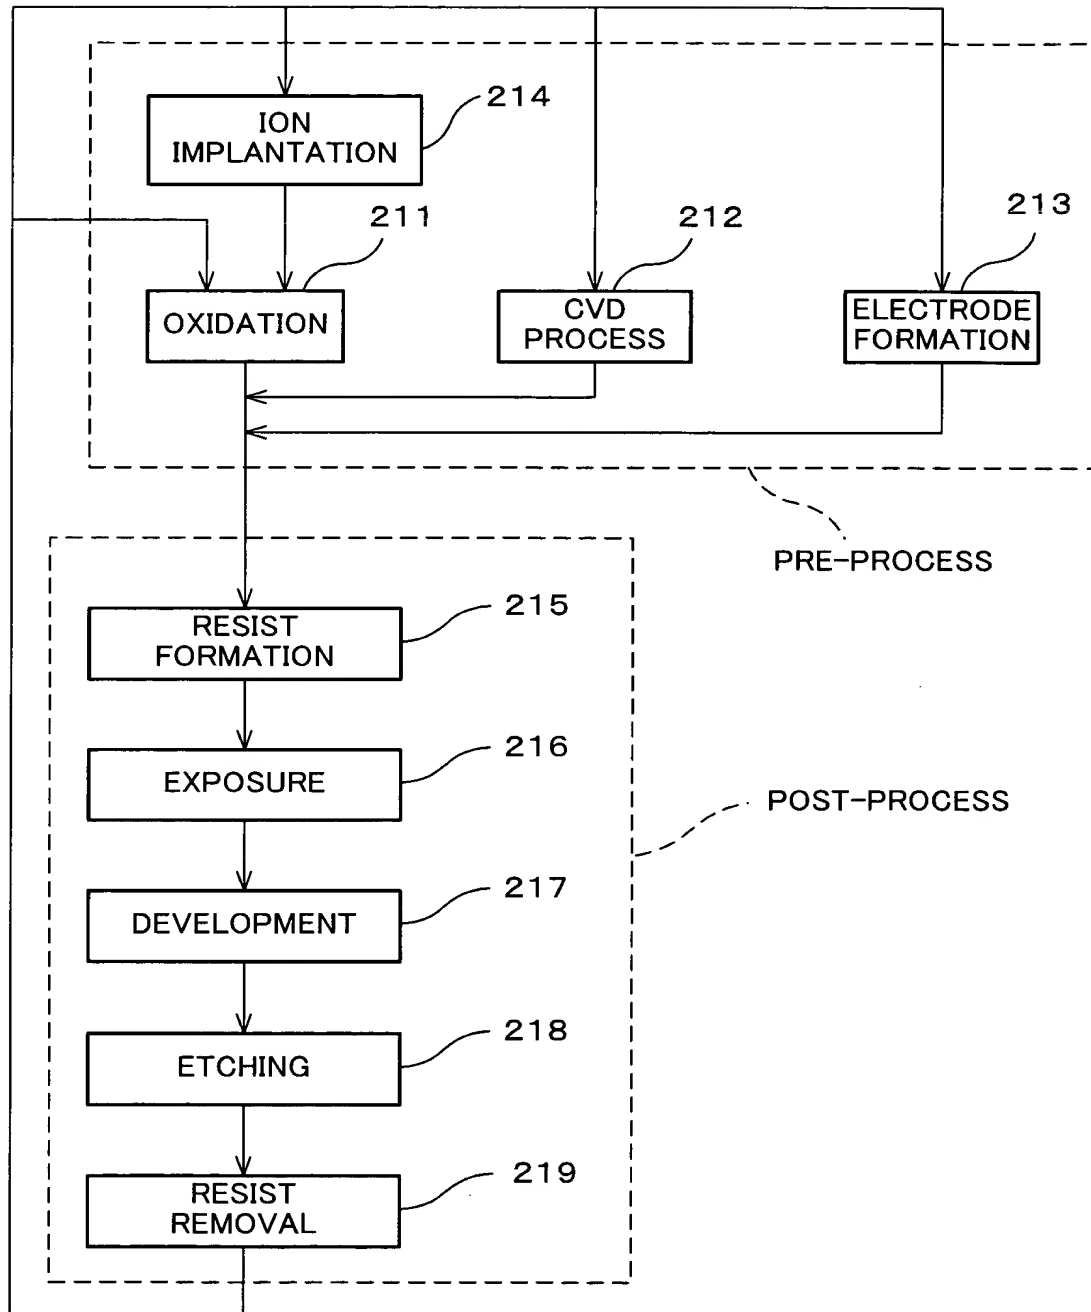 214
ION
IMPLANTATION
211
212
213
OXIDATION
CVD
PROCESS
ELECTRODE
FORMATION
PRE-PROCESS
215
RESIST
FORMATION
216
EXPOSURE
POST-PROCESS
217
DEVELOPMENT
218
ETCHING
219
RESIST
REMOVAL